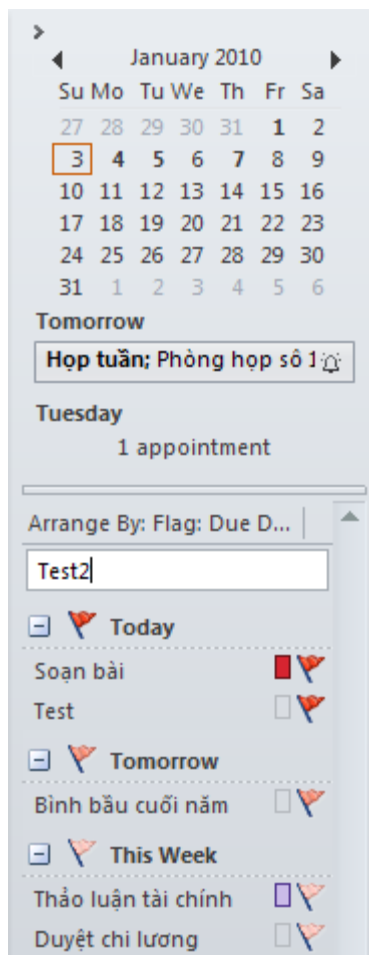 January 2010
Su Mo Tu We Th Fr Sa
27 28 29 30 31 1 2
3 4 5 6 7 8 9
10 11 12 13 14 15 16
17 18 19 20 21 22 23
24 25 26 27 28 29 30
31 1 2 3 4 5 6
Tomorrow
Họp tuần; Phòng họp số 1
Tuesday
1 appointment
Arrange By: Flag: Due D...
Test2
Today
Soạn bài
Test
Tomorrow
Bình bầu cuối năm
This Week
Thảo luận tài chính
Duyệt chi lương